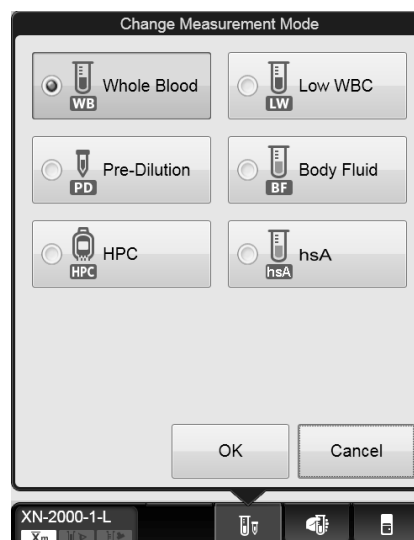 Change Measurement Mode
WB Whole Blood
LW Low WBC
PD Pre-Dilution
BF Body Fluid
HPC HPC
hsA hsA
OK
Cancel
XN-2000-1-L